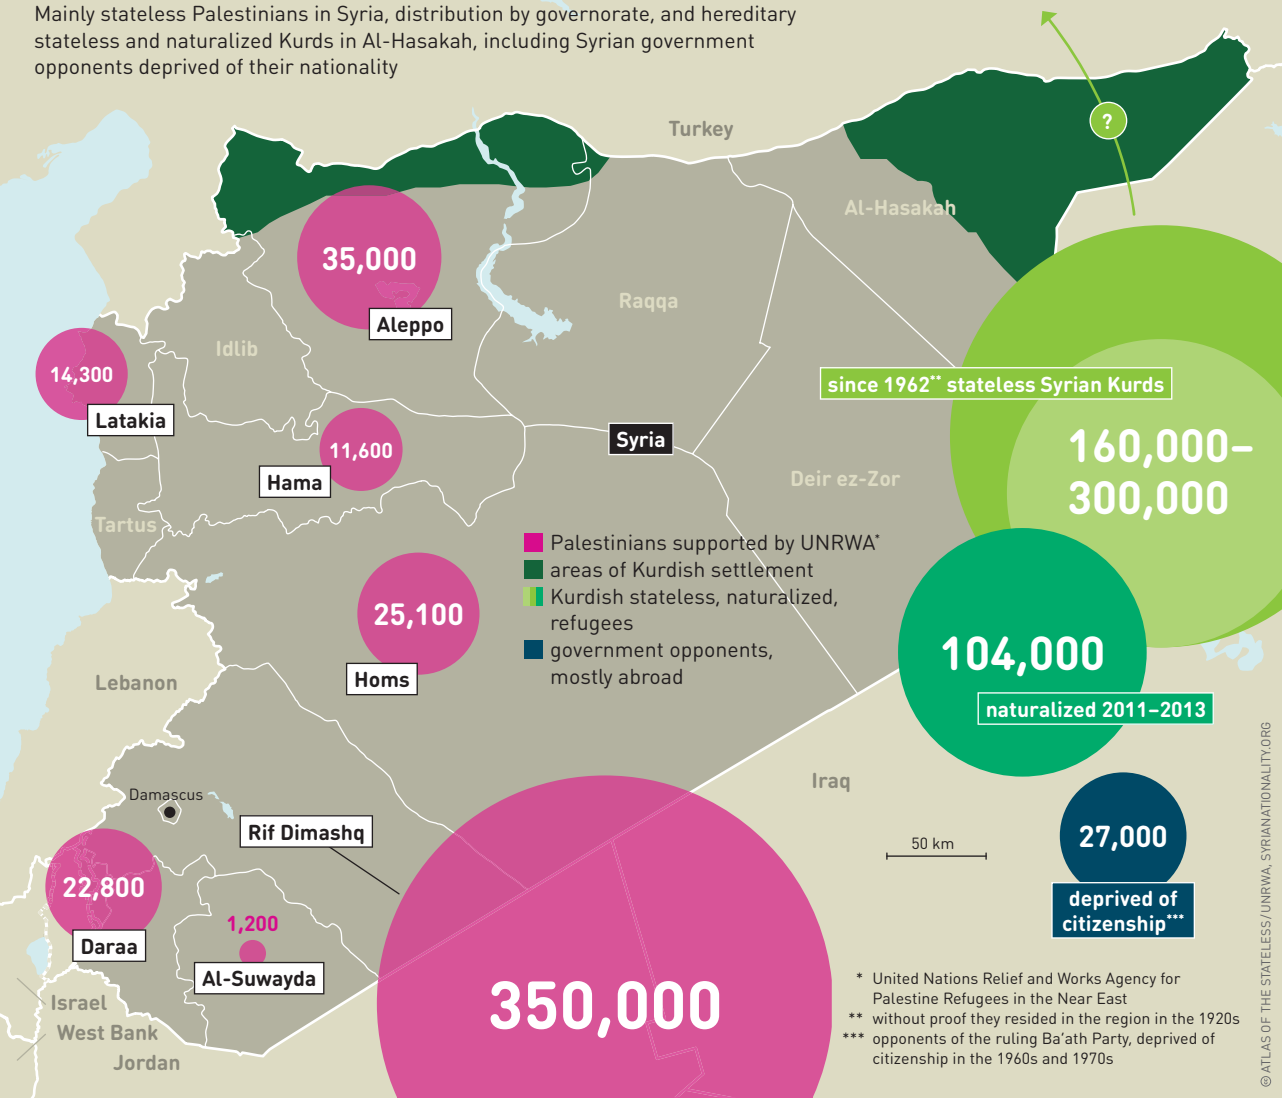 Mainly stateless Palestinians in Syria, distribution by governorate, and hereditary
stateless and naturalized Kurds in Al-Hasakah, including Syrian government
opponents deprived of their nationality
Turkey
?
Al-Hasakah
35,000
Aleppo
Raqqa
Idlib
14,300
Latakia
since 1962** stateless Syrian Kurds
160,000–
300,000
Syria
11,600
Hama
Deir ez-Zor
Tartus
Palestinians supported by UNRWA*
areas of Kurdish settlement
Kurdish stateless, naturalized,
refugees
government opponents,
mostly abroad
25,100
Homs
104,000
naturalized 2011–2013
Lebanon
Iraq
Damascus
Rif Dimashq
50 km
27,000
deprived of
citizenship***
22,800
Daraa
1,200
Al-Suwayda
350,000
Israel
West Bank
Jordan
* United Nations Relief and Works Agency for
Palestine Refugees in the Near East
** without proof they resided in the region in the 1920s
*** opponents of the ruling Ba’ath Party, deprived of
citizenship in the 1960s and 1970s
🅭 ATLAS OF THE STATELESS / UNRWA, SYRIANATIONALITY.ORG